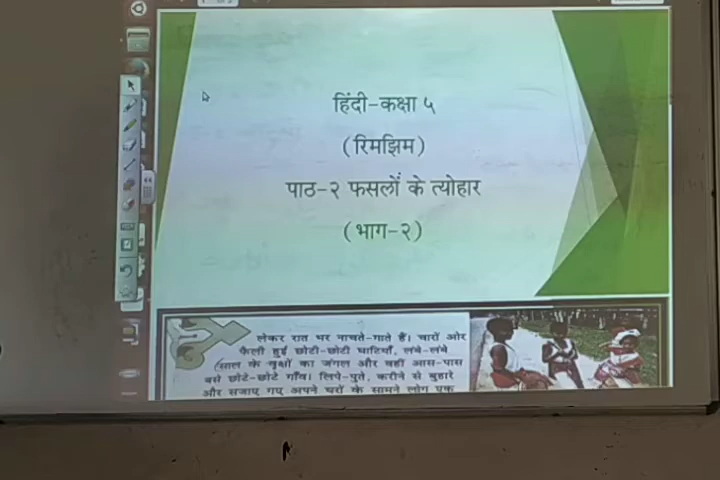 हिंदी-कक्षा ५
(रिमझिम)
पाठ-२ फसलों के त्योहार
(भाग-२)
लेकर रात भर नाचते-गाते हैं। चारों ओर
फैली हुई छोटी-छोटी घाटियाँ, लंबे-लंबे
साल के वृक्षों का जंगल और वहीं आस-पास
बसे छोटे-छोटे गाँव। लिपे-पुते, करीने से बुहारे
और सजाए गए अपने घरों के सामने लोग एक